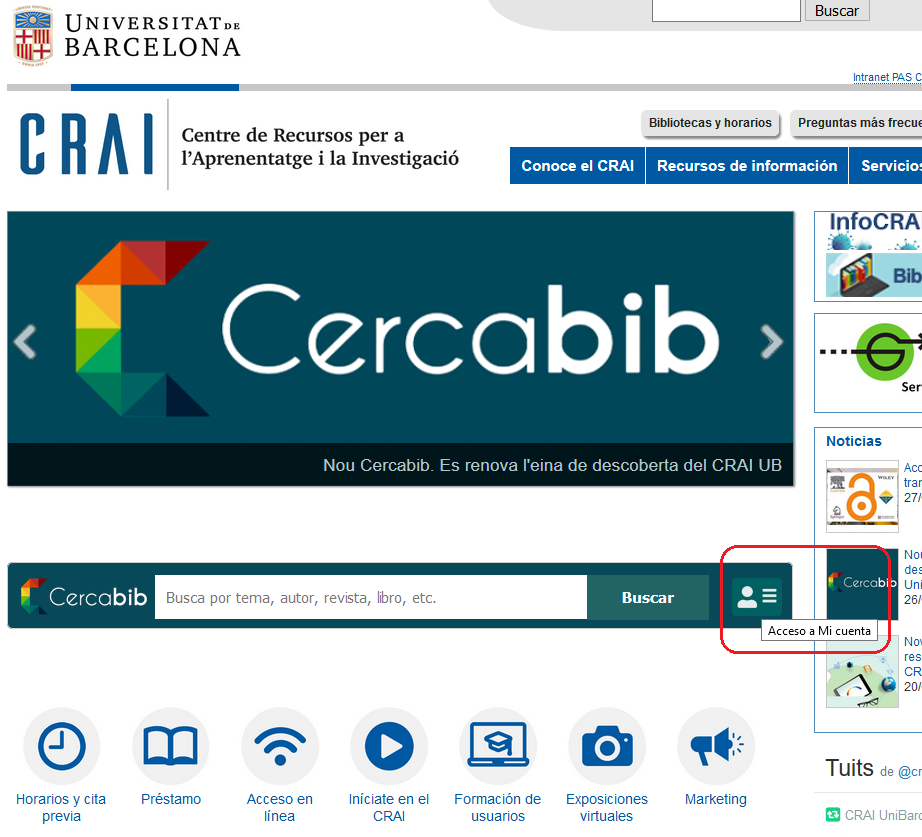 UNIVERSITAT DE
BARCELONA
Buscar
Intranet PAS C
CRAI
Centre de Recursos per a
l'Aprenentatge i la Investigació
Bibliotecas y horarios
Preguntas más frecue
Conoce el CRAI
Recursos de información
Servicios
Cercabib
Nou Cercabib. Es renova l'eina de descoberta del CRAI UB
InfoCRA
Bib
Ser
Noticias
Acc
tran
27/
WILEY
Cercabib
Busca por tema, autor, revista, libro, etc.
Buscar
Acceso a Mi cuenta
Cercabib
Nou
des
Uni
26/
Nov
res
CR
20/
Horarios y cita
previa
Préstamo
Acceso en
línea
Iníciate en el
CRAI
Formación de
usuarios
Exposiciones
virtuales
Marketing
Tuits de @cr
CRAI UniBarc